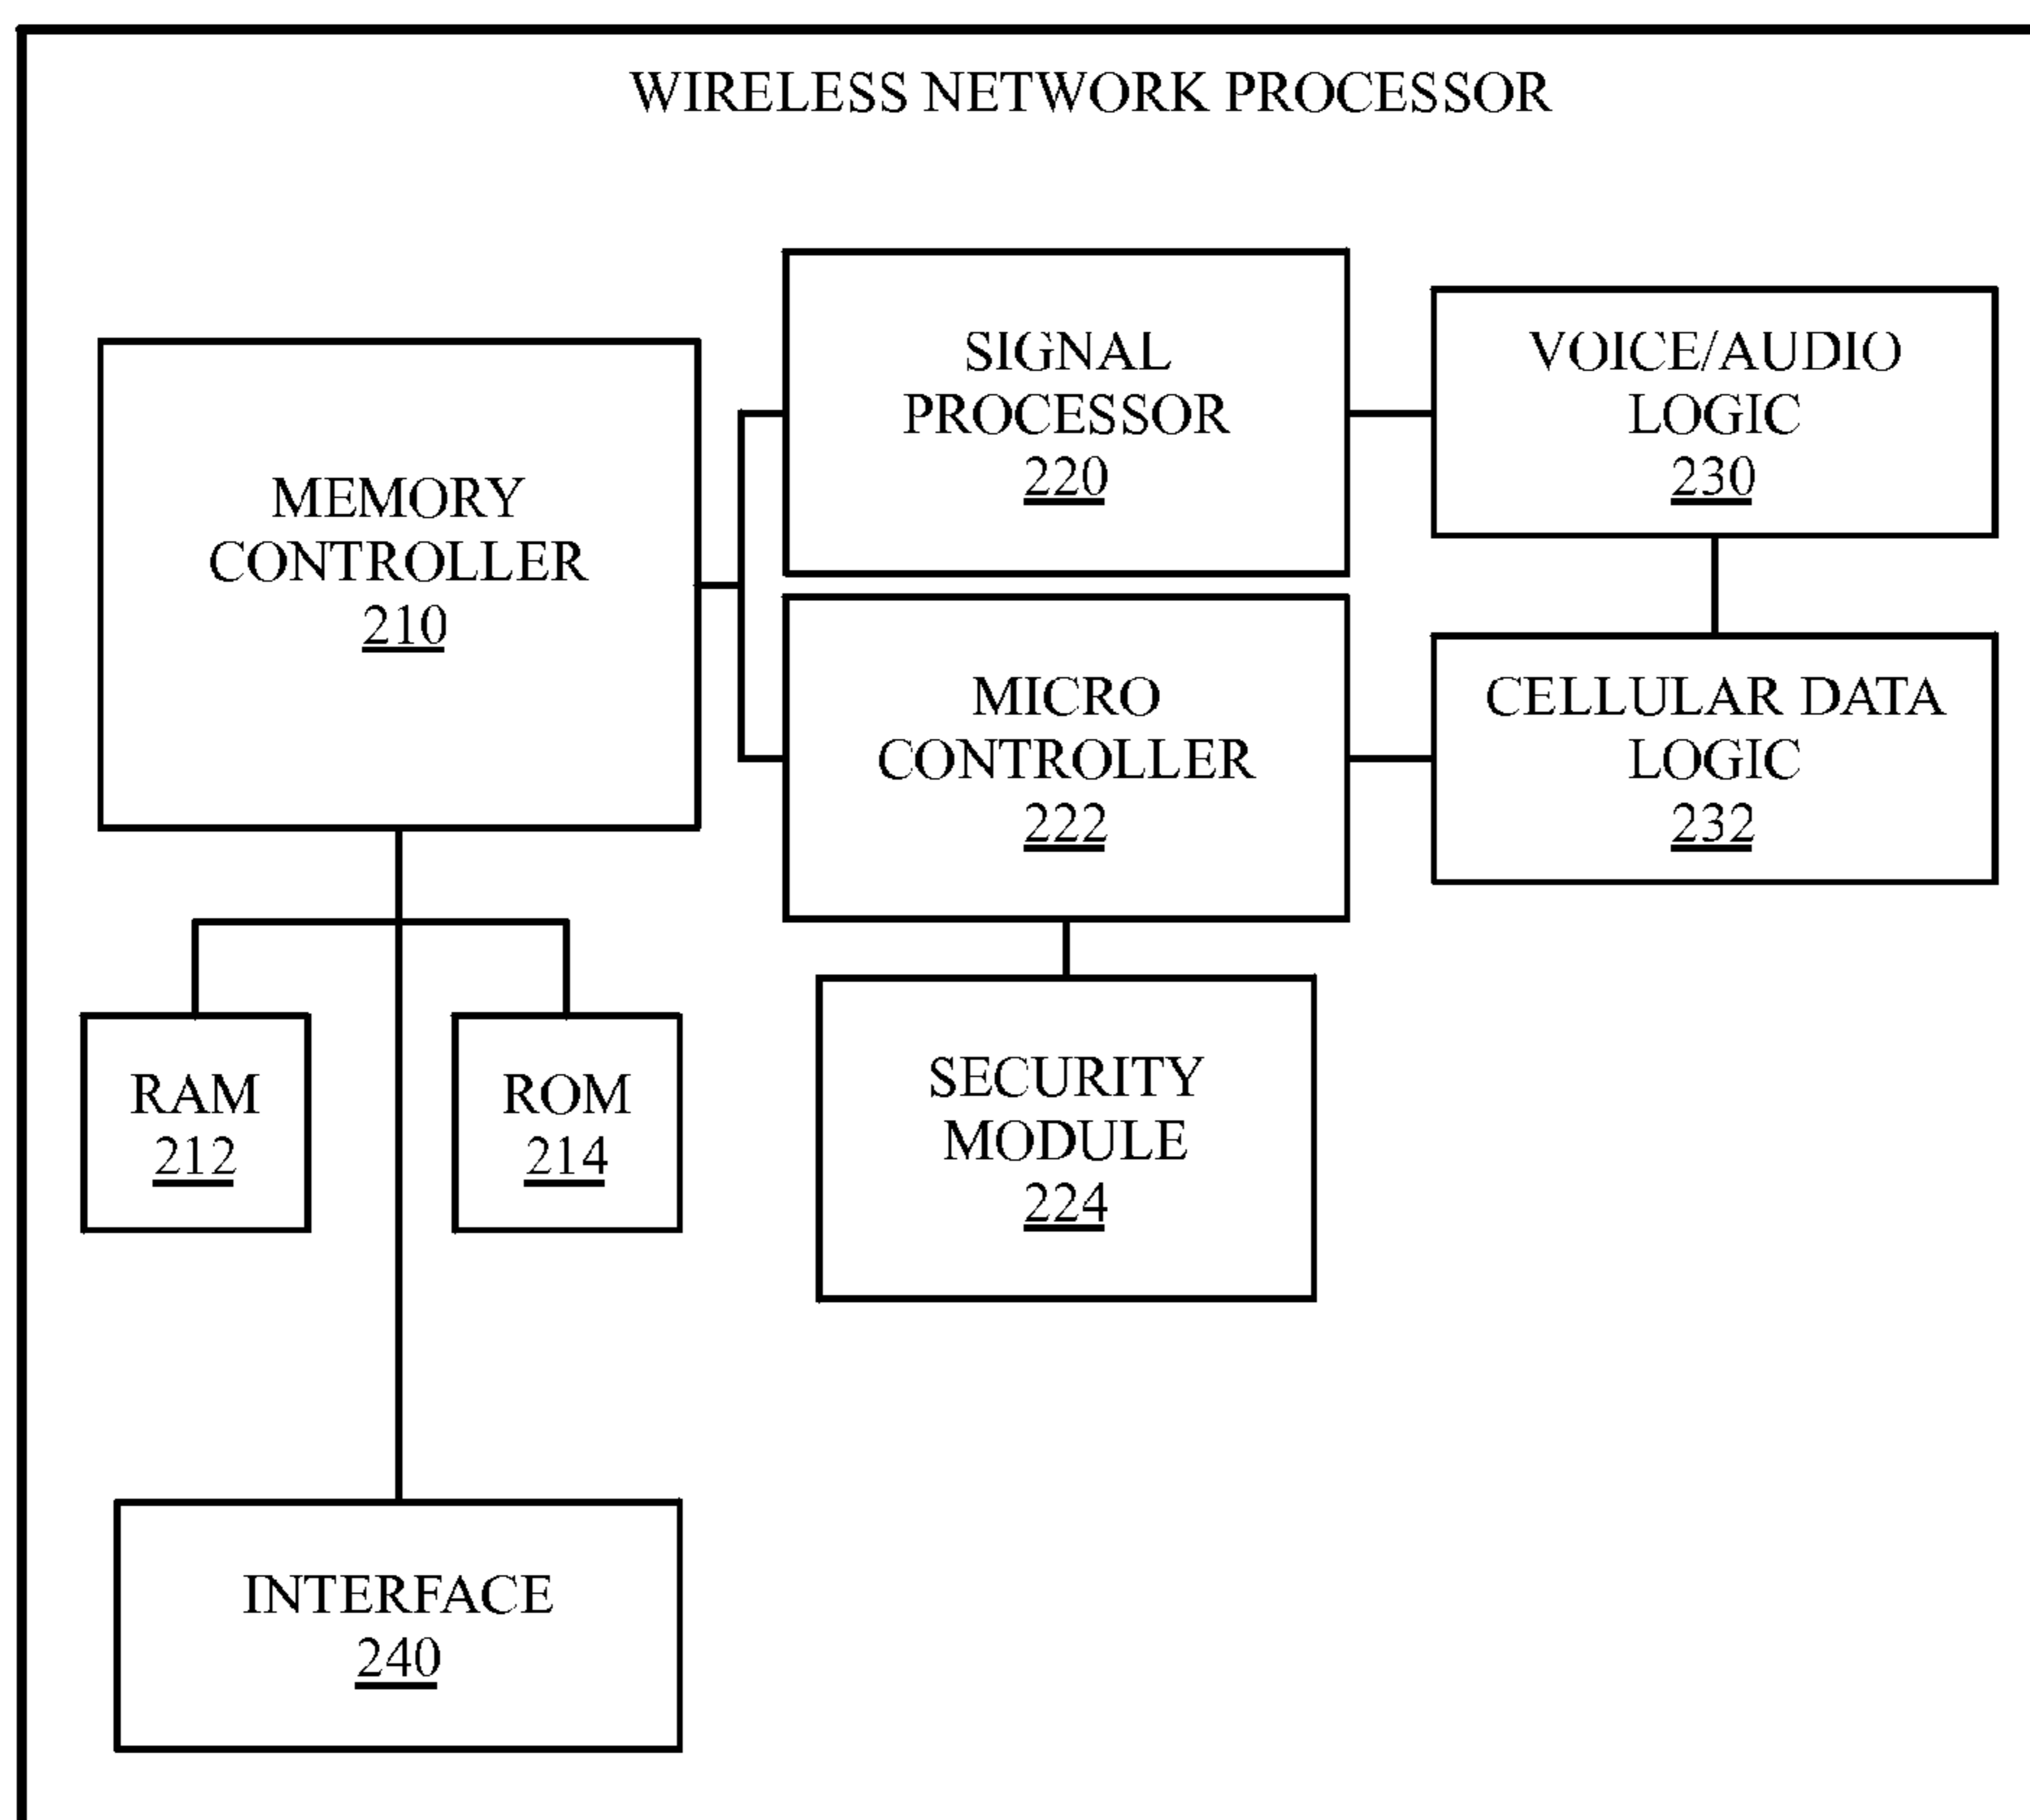 WIRELESS NETWORK PROCESSOR
SIGNAL
PROCESSOR
220
VOICE/AUDIO
LOGIC
230
MEMORY
CONTROLLER
210
MICRO
CONTROLLER
222
CELLULAR DATA
LOGIC
232
RAM
212
ROM
214
SECURITY
MODULE
224
INTERFACE
240